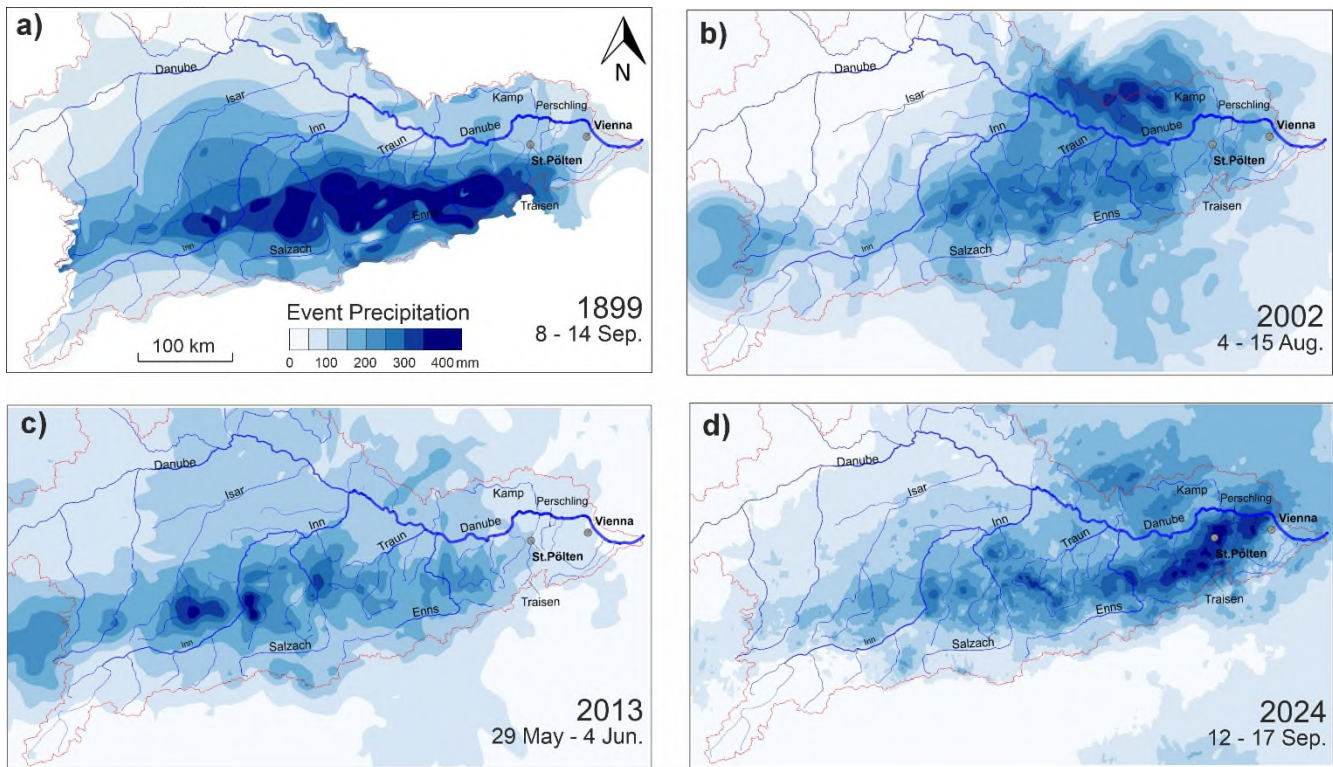 a)
N
Danube
Isar
Inn
Kamp
Perschling
Vienna
Danube
Traun
St.Pölten
Enns
Traisen
Inn
Salzach
Event Precipitation
0 100 200 300 400 mm
100 km
1899
8 - 14 Sep.
b)
Danube
Isar
Inn
Kamp
Perschling
Vienna
Danube
Traun
St.Pölten
Enns
Traisen
Inn
Salzach
2002
4 - 15 Aug.
c)
Danube
Isar
Inn
Kamp
Perschling
Vienna
Danube
Traun
St.Pölten
Enns
Traisen
Inn
Salzach
2013
29 May - 4 Jun.
d)
Danube
Isar
Inn
Kamp
Perschling
Vienna
Danube
Traun
St.Pölten
Enns
Traisen
Inn
Salzach
2024
12 - 17 Sep.